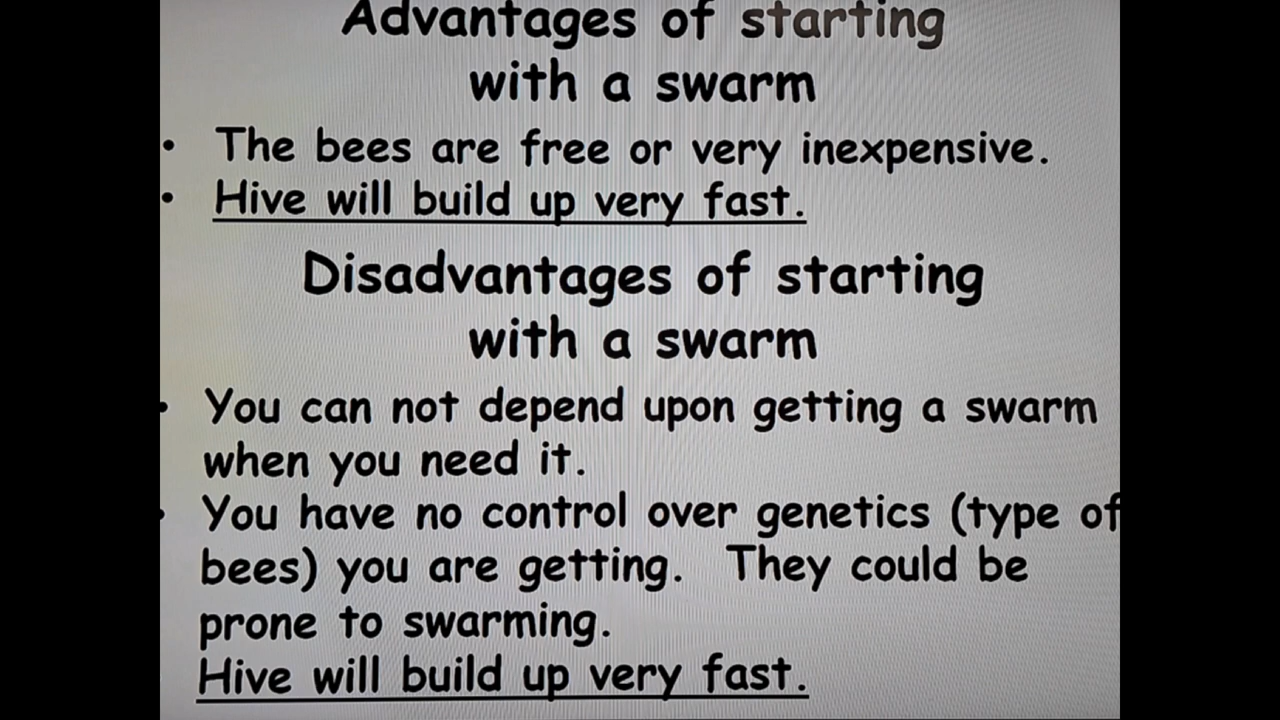 Advantages of starting
with a swarm
• The bees are free or very inexpensive.
• Hive will build up very fast.
Disadvantages of starting
with a swarm
• You can not depend upon getting a swarm
when you need it.
• You have no control over genetics (type of
bees) you are getting. They could be
prone to swarming.
Hive will build up very fast.